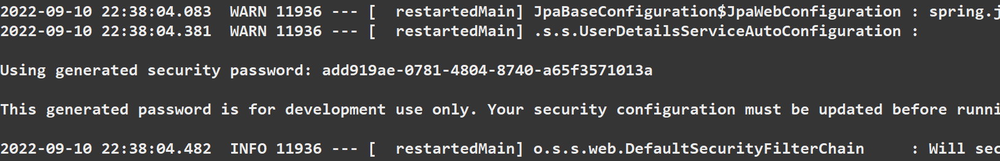 2022-09-10 22:38:04.083  WARN 11936 --- [  restartedMain] JpaBaseConfiguration$JpaWebConfiguration : spring.j
2022-09-10 22:38:04.381  WARN 11936 --- [  restartedMain] .s.s.UserDetailsServiceAutoConfiguration :
Using generated security password: add919ae-0781-4804-8740-a65f3571013a
This generated password is for development use only. Your security configuration must be updated before runni
2022-09-10 22:38:04.482  INFO 11936 --- [  restartedMain] o.s.s.web.DefaultSecurityFilterChain     : Will sec